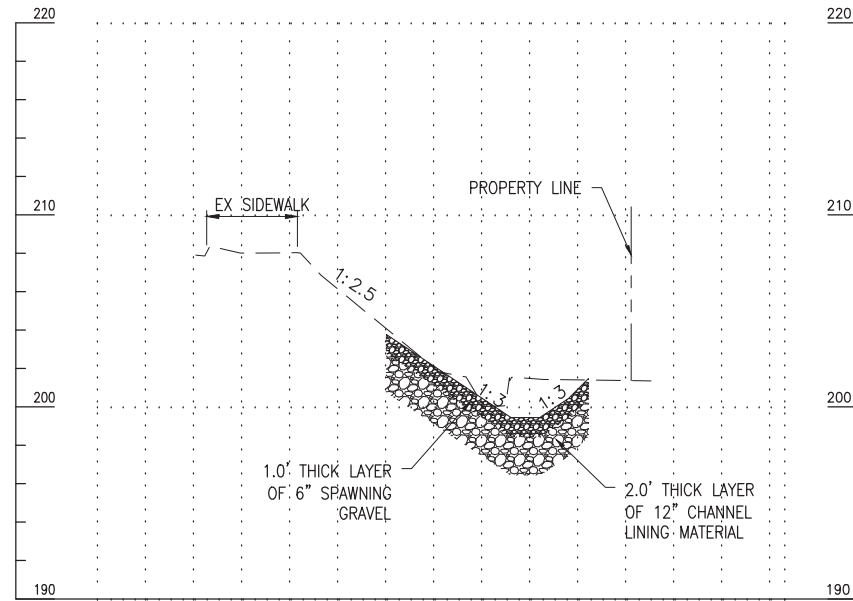 220 220
PROPERTY LINE
210 EX SIDEWALK 210
1:2.5
200 1:3 1:3 200
1.0' THICK LAYER
OF 6" SPAWNING
GRAVEL
2.0' THICK LAYER
OF 12" CHANNEL
LINING MATERIAL
190 190